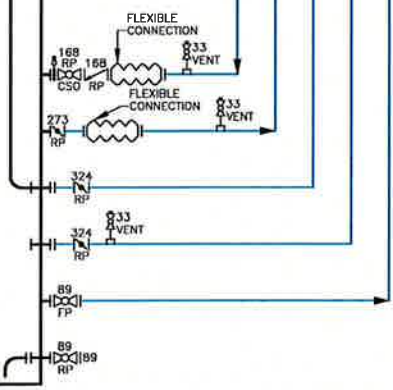 FLEXIBLE
CONNECTION
33
VENT
168
RP
CSO
168
RP
FLEXIBLE
CONNECTION
33
VENT
273
RP
324
RP
33
VENT
324
RP
89
FP
89
RP
89